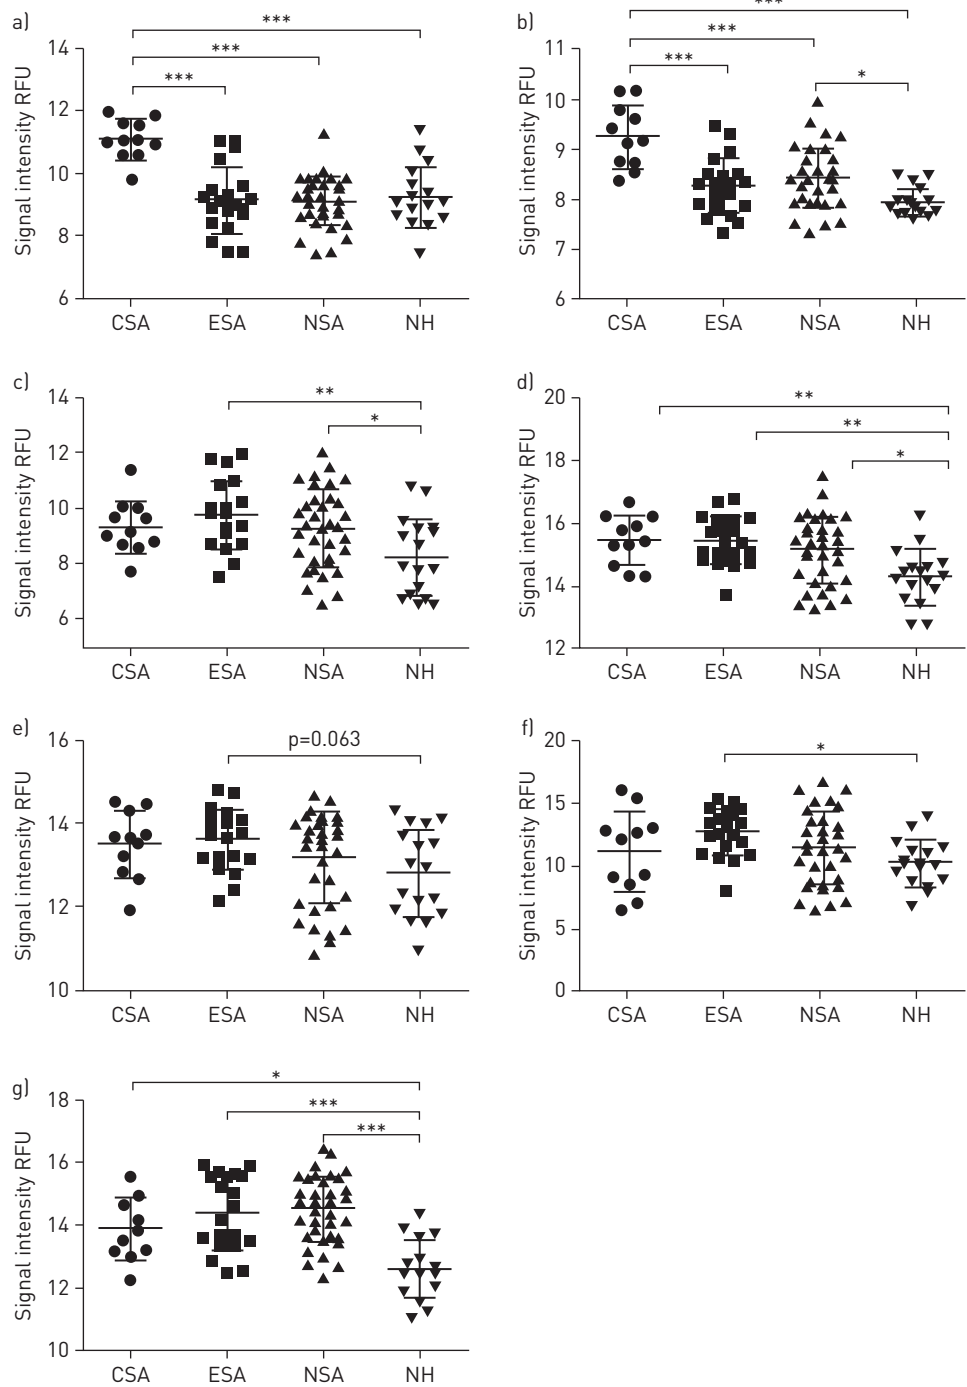 a)
***
***
***
Signal intensity RFU
14
12
10
8
6
CSA ESA NSA NH
b)
***
***
***
*
Signal intensity RFU
11
10
9
8
7
6
CSA ESA NSA NH
c)
**
*
Signal intensity RFU
14
12
10
8
6
CSA ESA NSA NH
d)
**
**
*
Signal intensity RFU
20
18
16
14
12
CSA ESA NSA NH
e)
p=0.063
Signal intensity RFU
16
14
12
10
CSA ESA NSA NH
f)
*
Signal intensity RFU
20
15
10
5
0
CSA ESA NSA NH
g)
*
***
***
Signal intensity RFU
18
16
14
12
10
CSA ESA NSA NH